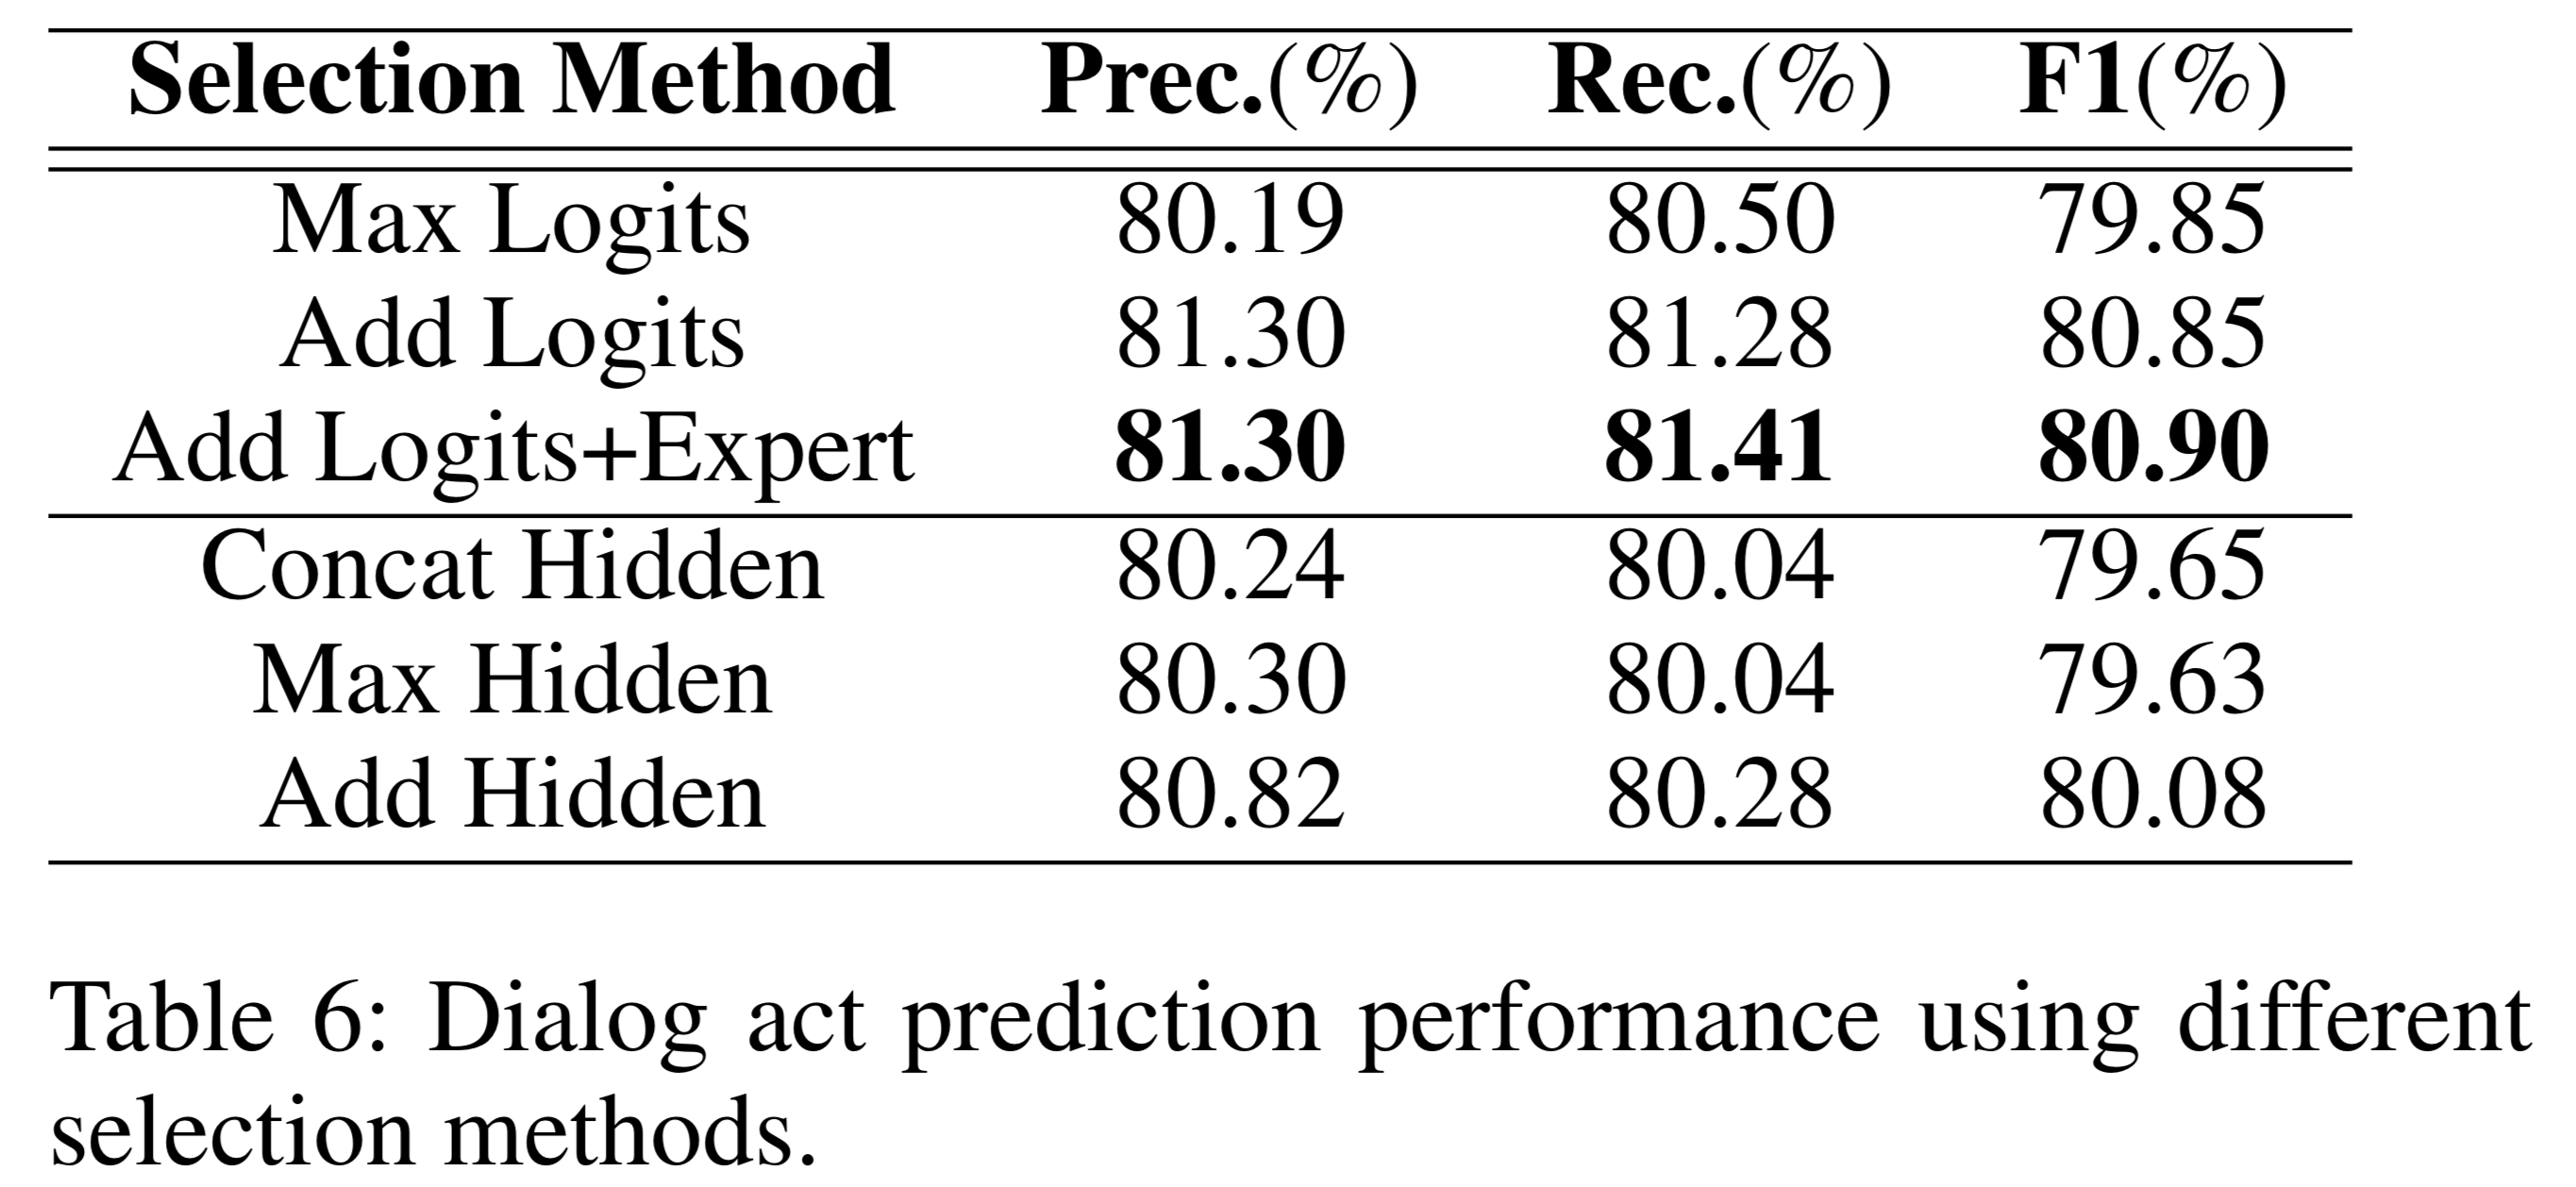 Selection Method Prec.(%) Rec.(%) F1(%)
Max Logits 80.19 80.50 79.85
Add Logits 81.30 81.28 80.85
Add Logits+Expert 81.30 81.41 80.90
Concat Hidden 80.24 80.04 79.65
Max Hidden 80.30 80.04 79.63
Add Hidden 80.82 80.28 80.08
Table 6: Dialog act prediction performance using different
selection methods.